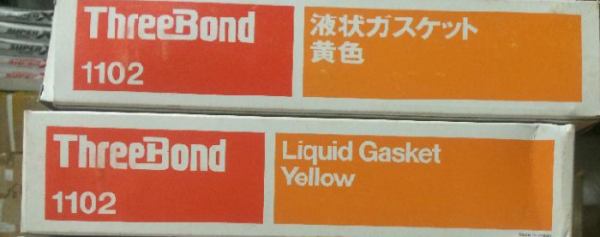 ThreeBond
1102
液状ガスケット
黄色
ThreeBond
1102
Liquid Gasket
Yellow